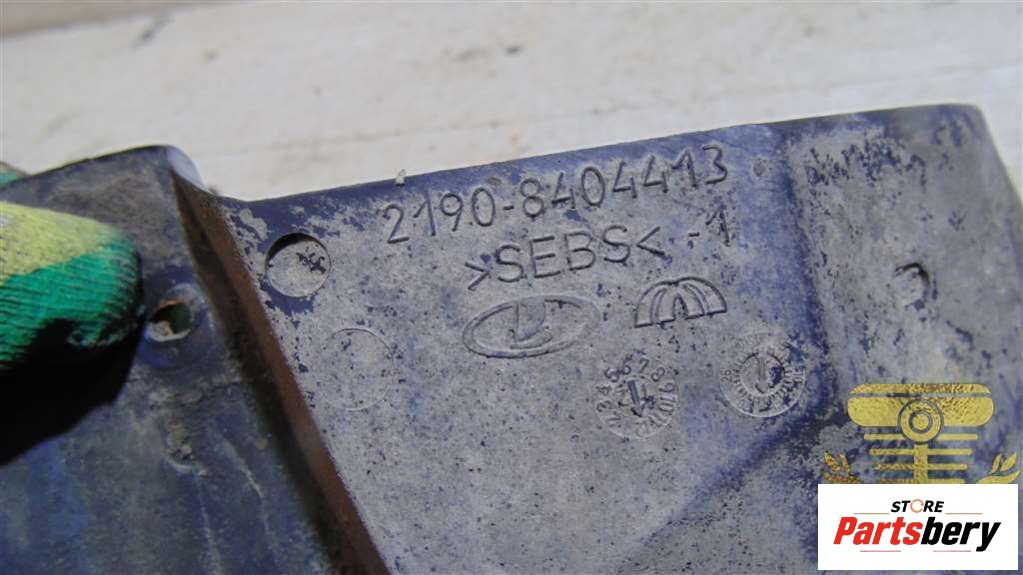 2190-8404413
>SEBS< -1
STORE
Partsbery